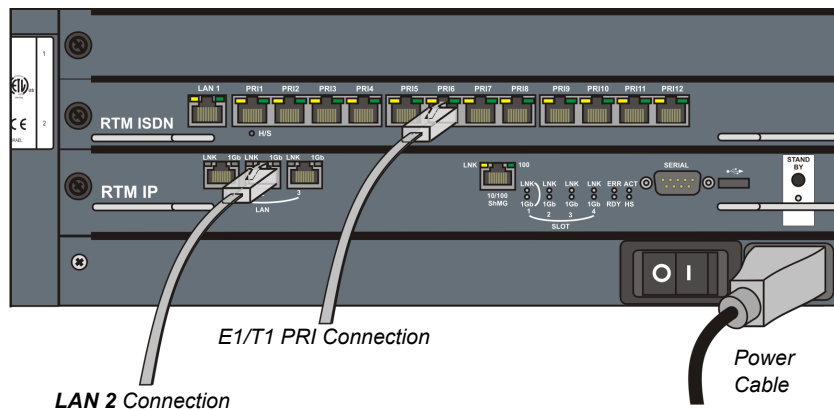 1
ETL
US
CE
2
ISRAEL
LAN 1 PRI1 PRI2 PRI3 PRI4 PRI5 PRI6 PRI7 PRI8 PRI9 PRI10 PRI11 PRI12
RTM ISDN
H/S
LNK 1Gb LNK 1Gb LNK 1Gb
LNK 100
SERIAL
STAND
BY
RTM IP
LAN
3
10/100
ShMG
LNK LNK LNK LNK ERR ACT
1Gb 1Gb 1Gb 1Gb RDY HS
1 2 3 4
SLOT
O I
E1/T1 PRI Connection
Power
Cable
LAN 2 Connection